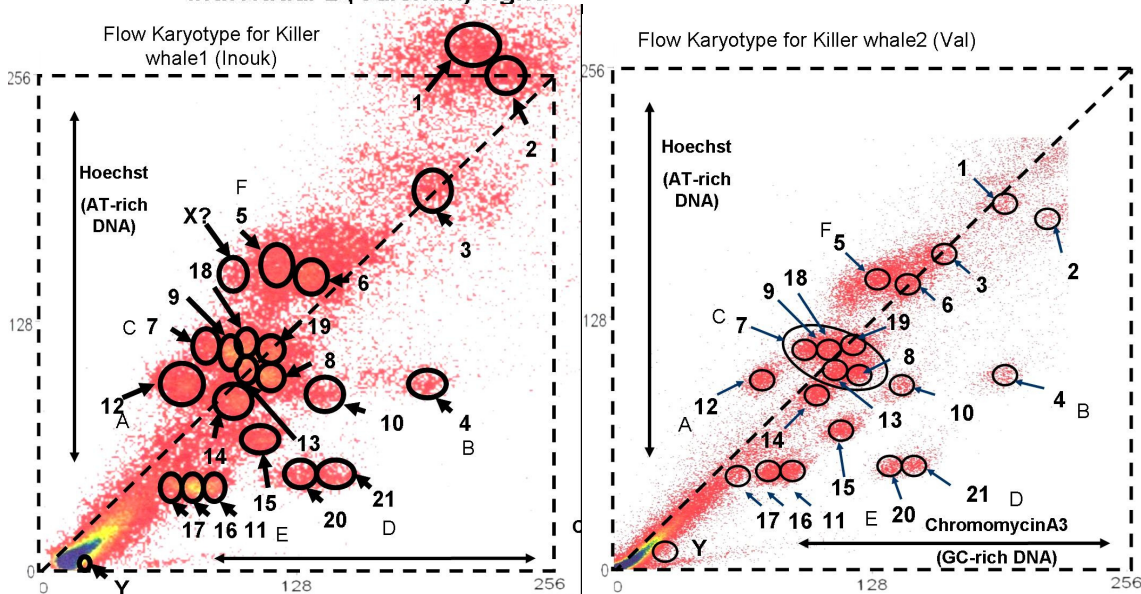 Flow Karyotype for Killer
whale1 (Inouk)
256
1
2
Hoechst
(AT-rich
DNA)
F
X?
5
3
18
6
9
128
C
7
19
8
12
A
10
4
B
14
13
15
21
17
16
11
E
20
D
0
Y
0
128
256
Flow Karyotype for Killer whale2 (Val)
256
Hoechst
(AT-rich
DNA)
1
2
F
5
3
18
6
9
128
C
7
19
8
12
A
10
4
B
14
13
15
21
D
17
16
11
E
20
ChromomycinA3
(GC-rich DNA)
Y
0
0
128
256